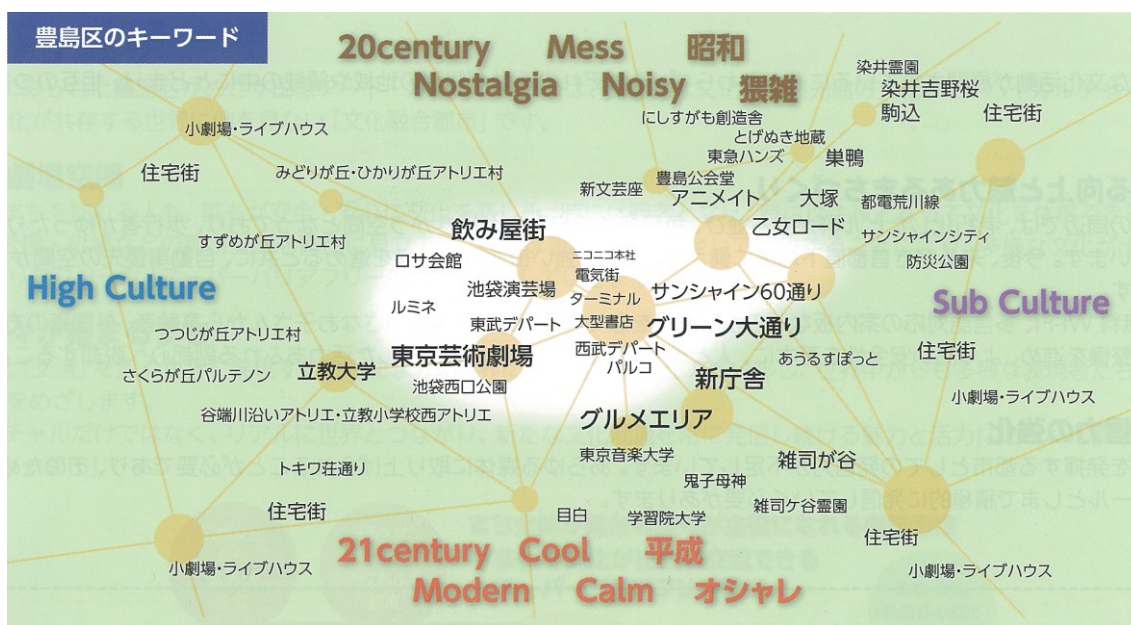 豊島区のキーワード
20century Mess 昭和
Nostalgia Noisy 猥雑
染井霊園
染井吉野桜
駒込
住宅街
にしすがも創造舎
とげぬき地蔵
東急ハンズ
巣鴨
小劇場・ライブハウス
住宅街
みどりが丘・ひかりが丘アトリエ村
新文芸座
豊島公会堂
アニメイト
大塚
都電荒川線
乙女ロード
サンシャインシティ
防災公園
すずめが丘アトリエ村
飲み屋街
ロサ会館
ニコニコ本社
電気街
High Culture
ルミネ
池袋演芸場
ターミナル
サンシャイン60通り
Sub Culture
東武デパート
大型書店
グリーン大通り
つつじが丘アトリエ村
東京芸術劇場
西武デパート
パルコ
あうるすぽっと
住宅街
さくらが丘パルテノン
立教大学
池袋西口公園
新庁舎
小劇場・ライブハウス
谷端川沿いアトリエ・立教小学校西アトリエ
グルメエリア
東京音楽大学
雑司が谷
トキワ荘通り
鬼子母神
住宅街
目白
学習院大学
雑司ケ谷霊園
住宅街
21century Cool 平成
小劇場・ライブハウス
Modern Calm オシャレ
小劇場・ライブハウス